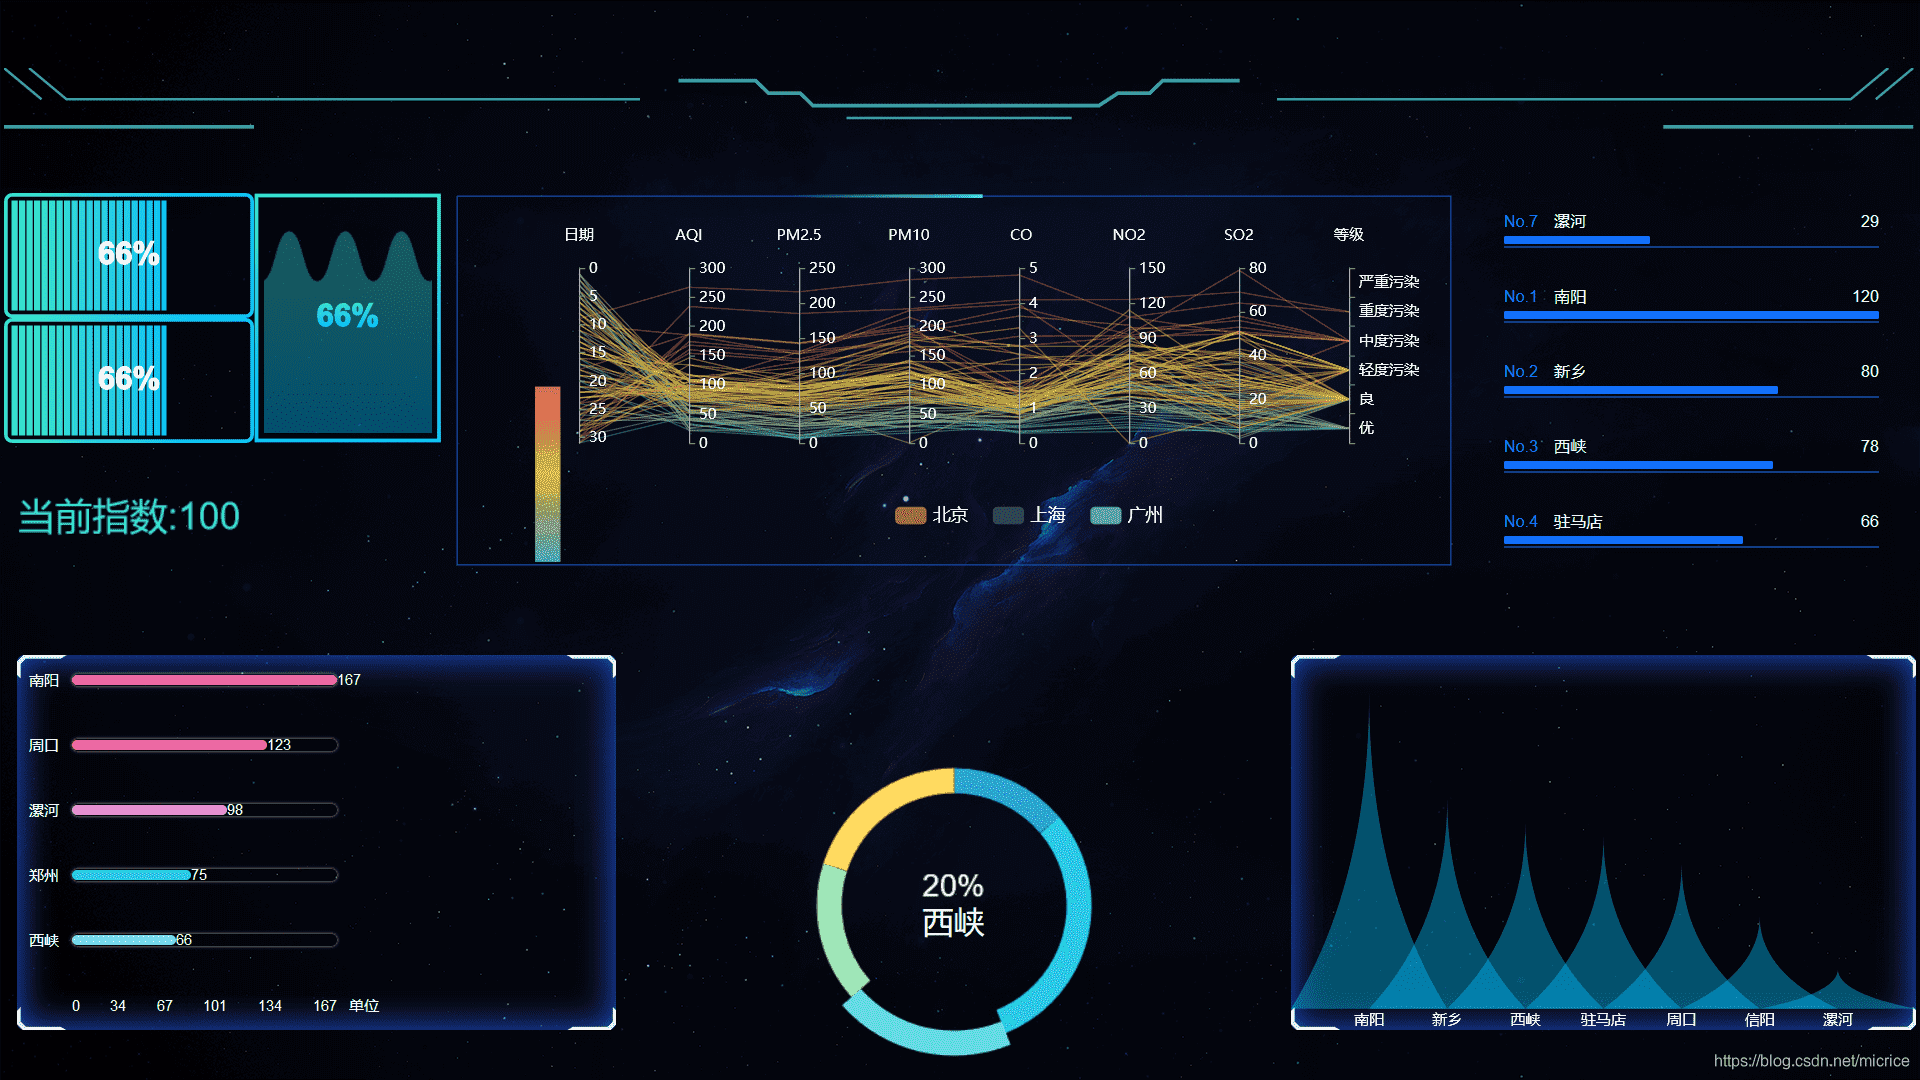 66%
66%
66%
当前指数:100
日期 AQI PM2.5 PM10 CO NO2 SO2 等级
0 5 10 15 20 25 30
300 250 200 150 100 50 0
250 200 150 100 50 0
300 250 200 150 100 50 0
5 4 3 2 1 0
150 120 90 60 30 0
80 60 40 20 0
严重污染
重度污染
中度污染
轻度污染
良
优
北京 上海 广州
No.7 漯河 29
No.1 南阳 120
No.2 新乡 80
No.3 西峡 78
No.4 驻马店 66
南阳 167
周口 123
漯河 98
郑州 75
西峡 66
0 34 67 101 134 167 单位
20%
西峡
南阳 新乡 西峡 驻马店 周口 信阳 漯河
https://blog.csdn.net/micrice